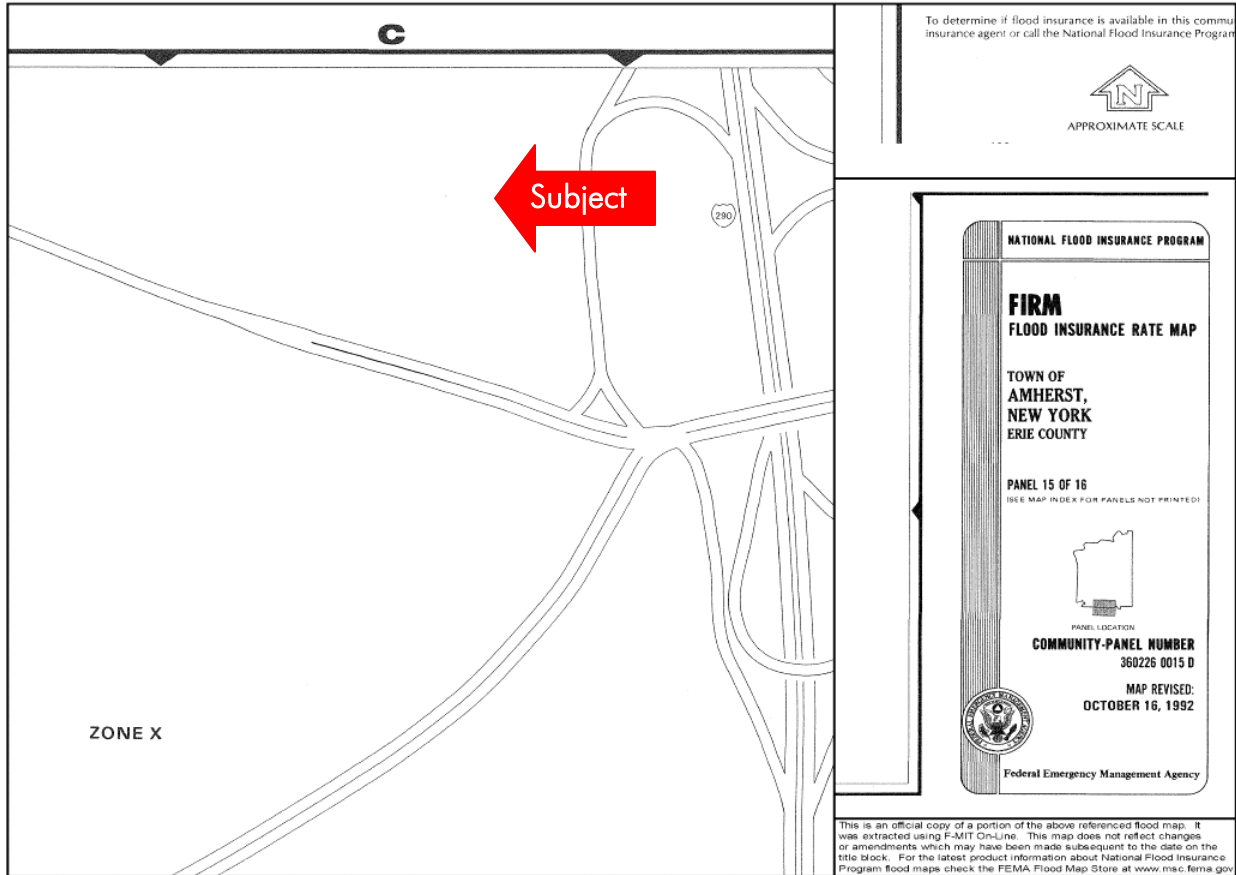 C
Subject
290
ZONE X
To determine if flood insurance is available in this commu
insurance agent or call the National Flood Insurance Program
N
APPROXIMATE SCALE
NATIONAL FLOOD INSURANCE PROGRAM
FIRM
FLOOD INSURANCE RATE MAP
TOWN OF
AMHERST,
NEW YORK
ERIE COUNTY
PANEL 15 OF 16
(SEE MAP INDEX FOR PANELS NOT PRINTED)
PANEL LOCATION
COMMUNITY-PANEL NUMBER
360226 0015 D
MAP REVISED:
OCTOBER 16, 1992
FEDERAL EMERGENCY MANAGEMENT AGENCY
Federal Emergency Management Agency
This is an official copy of a portion of the above referenced flood map. It
was extracted using F-MIT On-Line. This map does not reflect changes
or amendments which may have been made subsequent to the date on the
title block. For the latest product information about National Flood Insurance
Program flood maps check the FEMA Flood Map Store at www.msc.fema.gov